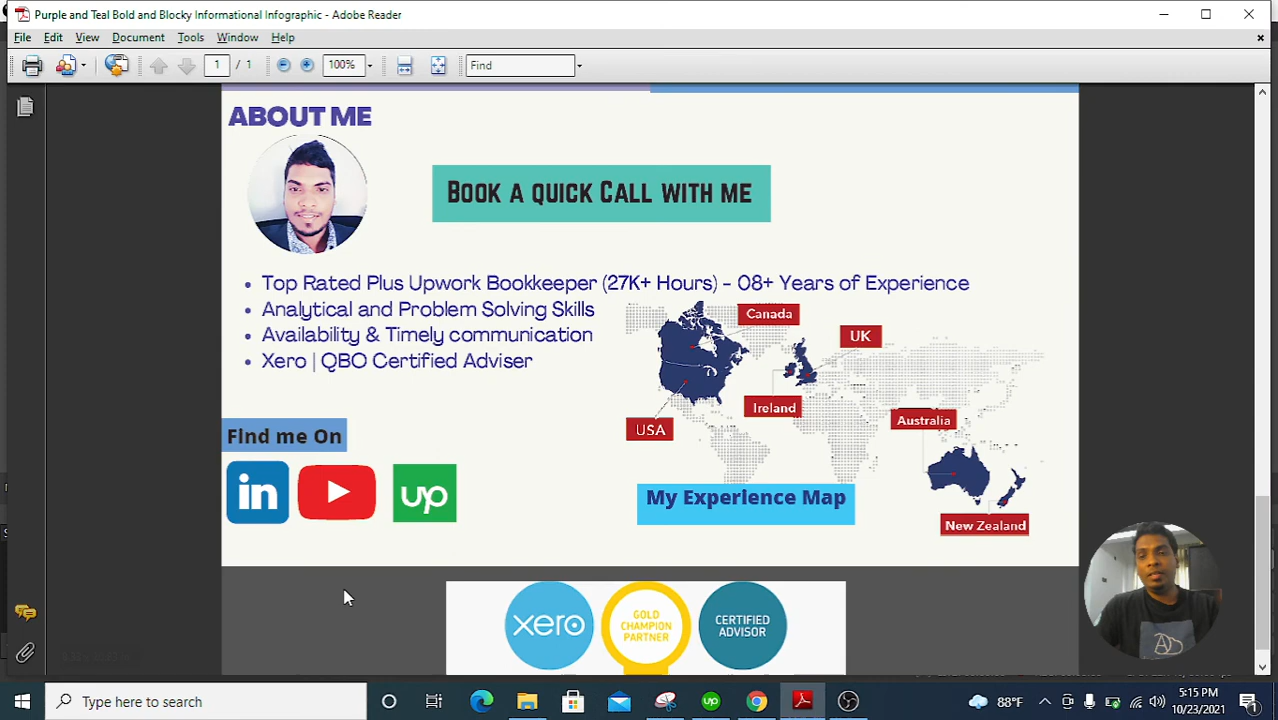 Purple and Teal Bold and Blocky Informational Infographic - Adobe Reader
File Edit View Document Tools Window Help
1 / 1 100% Find
ABOUT ME
BOOK A QUICK CALL WITH ME
Top Rated Plus Upwork Bookkeeper (27K+ Hours) - 08+ Years of Experience
Analytical and Problem Solving Skills
Availability & Timely communication
Xero | QBO Certified Adviser
Canada
UK
Ireland
USA
Australia
New Zealand
My Experience Map
Find me On
in
up
xero
GOLD
CHAMPION
PARTNER
CERTIFIED
ADVISOR
Type here to search
up
88°F
5:15 PM
10/23/2021
1